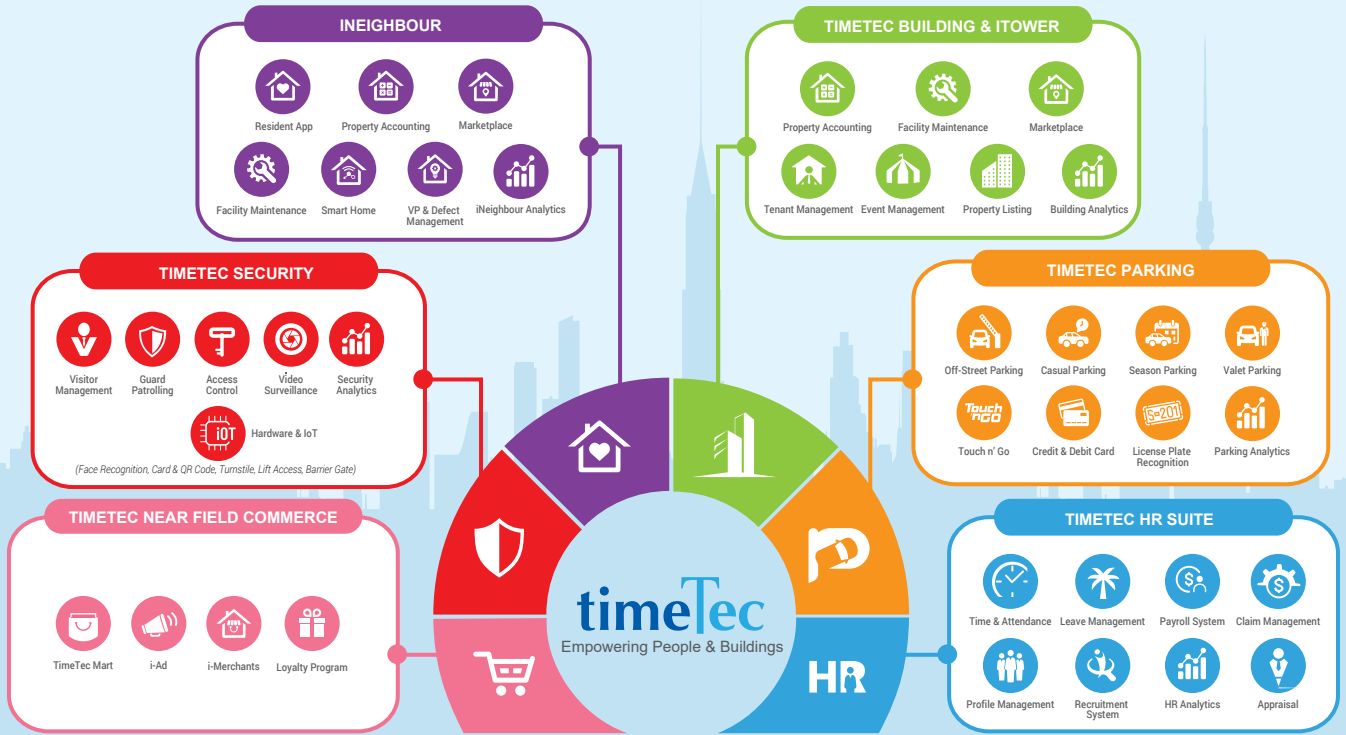 INEIGHBOUR
Resident App
Property Accounting
Marketplace
Facility Maintenance
Smart Home
VP & Defect
Management
iNeighbour Analytics
TIMETEC BUILDING & ITOWER
Property Accounting
Facility Maintenance
Marketplace
Tenant Management
Event Management
Property Listing
Building Analytics
TIMETEC SECURITY
Visitor
Management
Guard
Patrolling
Access
Control
Video
Surveillance
Security
Analytics
iOT
Hardware & IoT
(Face Recognition, Card & QR Code, Turnstile, Lift Access, Barrier Gate)
TIMETEC PARKING
Off-Street Parking
Casual Parking
Season Parking
Valet Parking
Touch
nGO
Touch n' Go
Credit & Debit Card
S-201
License Plate
Recognition
Parking Analytics
TIMETEC NEAR FIELD COMMERCE
TimeTec Mart
i-Ad
i-Merchants
Loyalty Program
timeTec
Empowering People & Buildings
HR
TIMETEC HR SUITE
Time & Attendance
Leave Management
Payroll System
Claim Management
Profile Management
Recruitment
System
HR Analytics
Appraisal